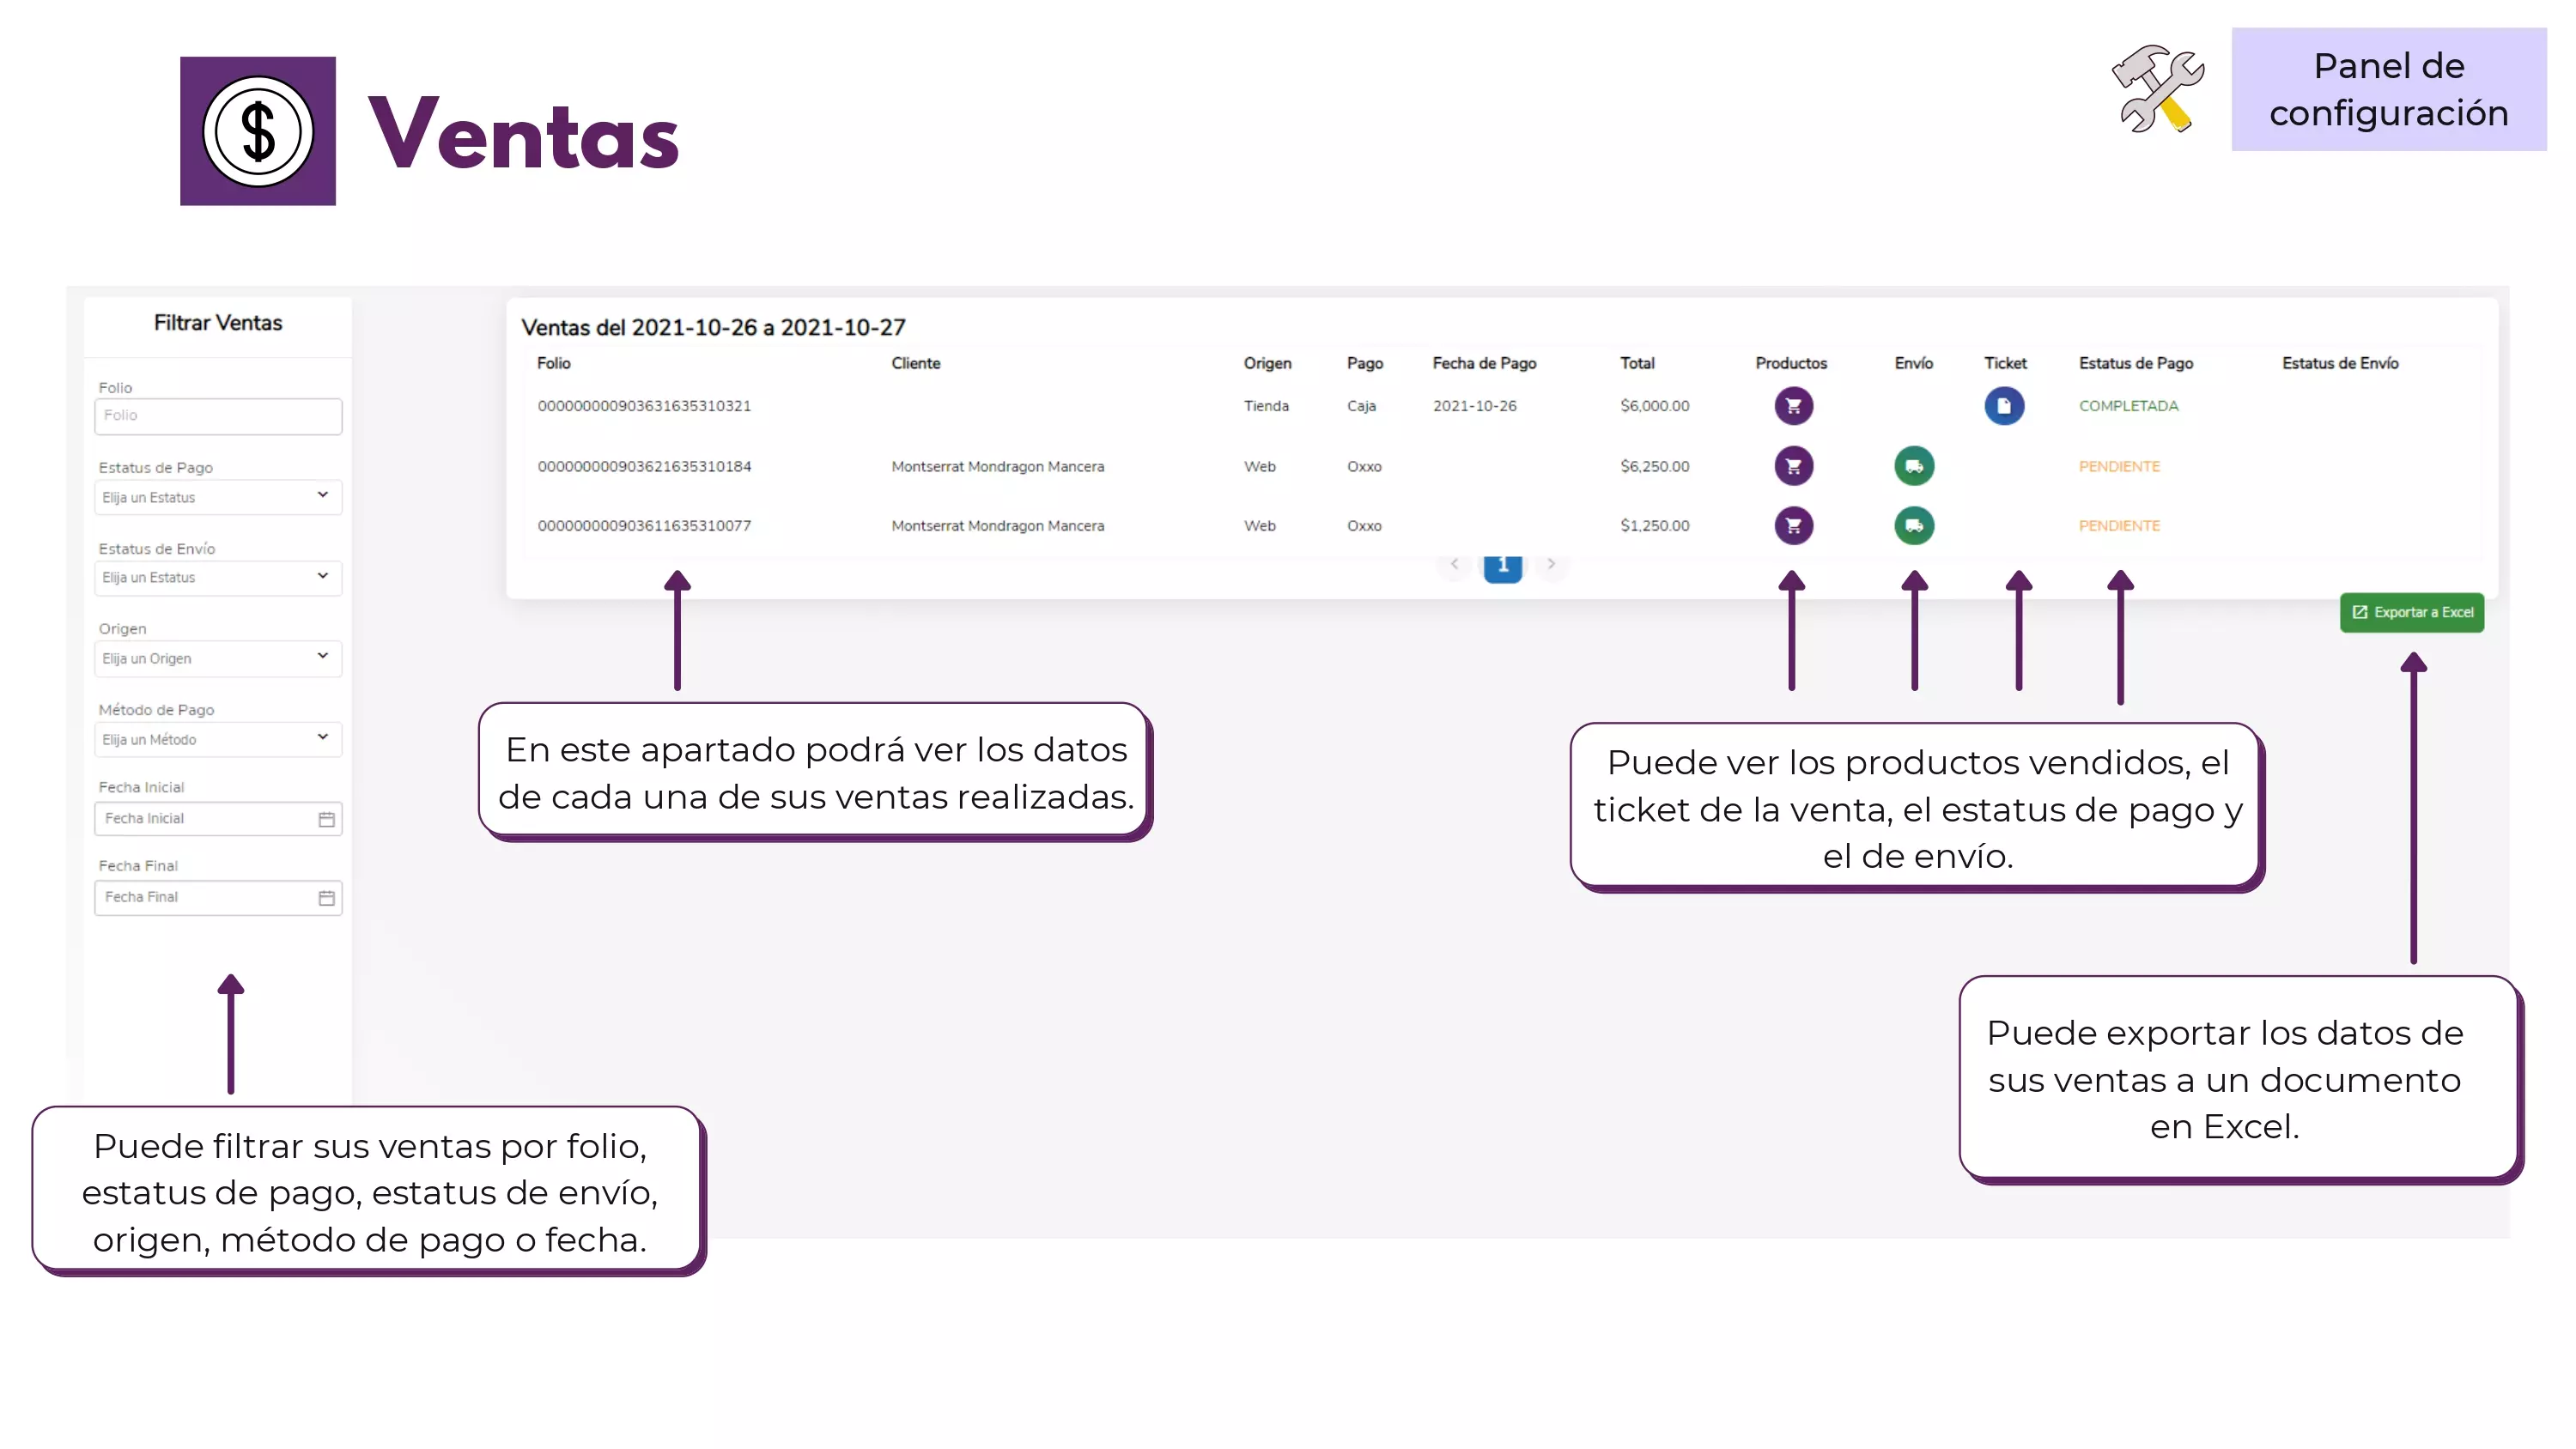 $
Ventas
Panel de
configuración
Filtrar Ventas
Folio
Folio
Estatus de Pago
Elija un Estatus
Estatus de Envío
Elija un Estatus
Origen
Elija un Origen
Método de Pago
Elija un Método
Fecha Inicial
Fecha Inicial
Fecha Final
Fecha Final
Ventas del 2021-10-26 a 2021-10-27
Folio Cliente Origen Pago Fecha de Pago Total Productos Envío Ticket Estatus de Pago Estatus de Envío
000000000903631635310321 Tienda Caja 2021-10-26 $6,000.00 COMPLETADA
000000000903621635310184 Montserrat Mondragon Mancera Web Oxxo $6,250.00 PENDIENTE
000000000903611635310077 Montserrat Mondragon Mancera Web Oxxo $1,250.00 PENDIENTE
< 1 >
Exportar a Excel
En este apartado podrá ver los datos
de cada una de sus ventas realizadas.
Puede ver los productos vendidos, el
ticket de la venta, el estatus de pago y
el de envío.
Puede exportar los datos de
sus ventas a un documento
en Excel.
Puede filtrar sus ventas por folio,
estatus de pago, estatus de envío,
origen, método de pago o fecha.